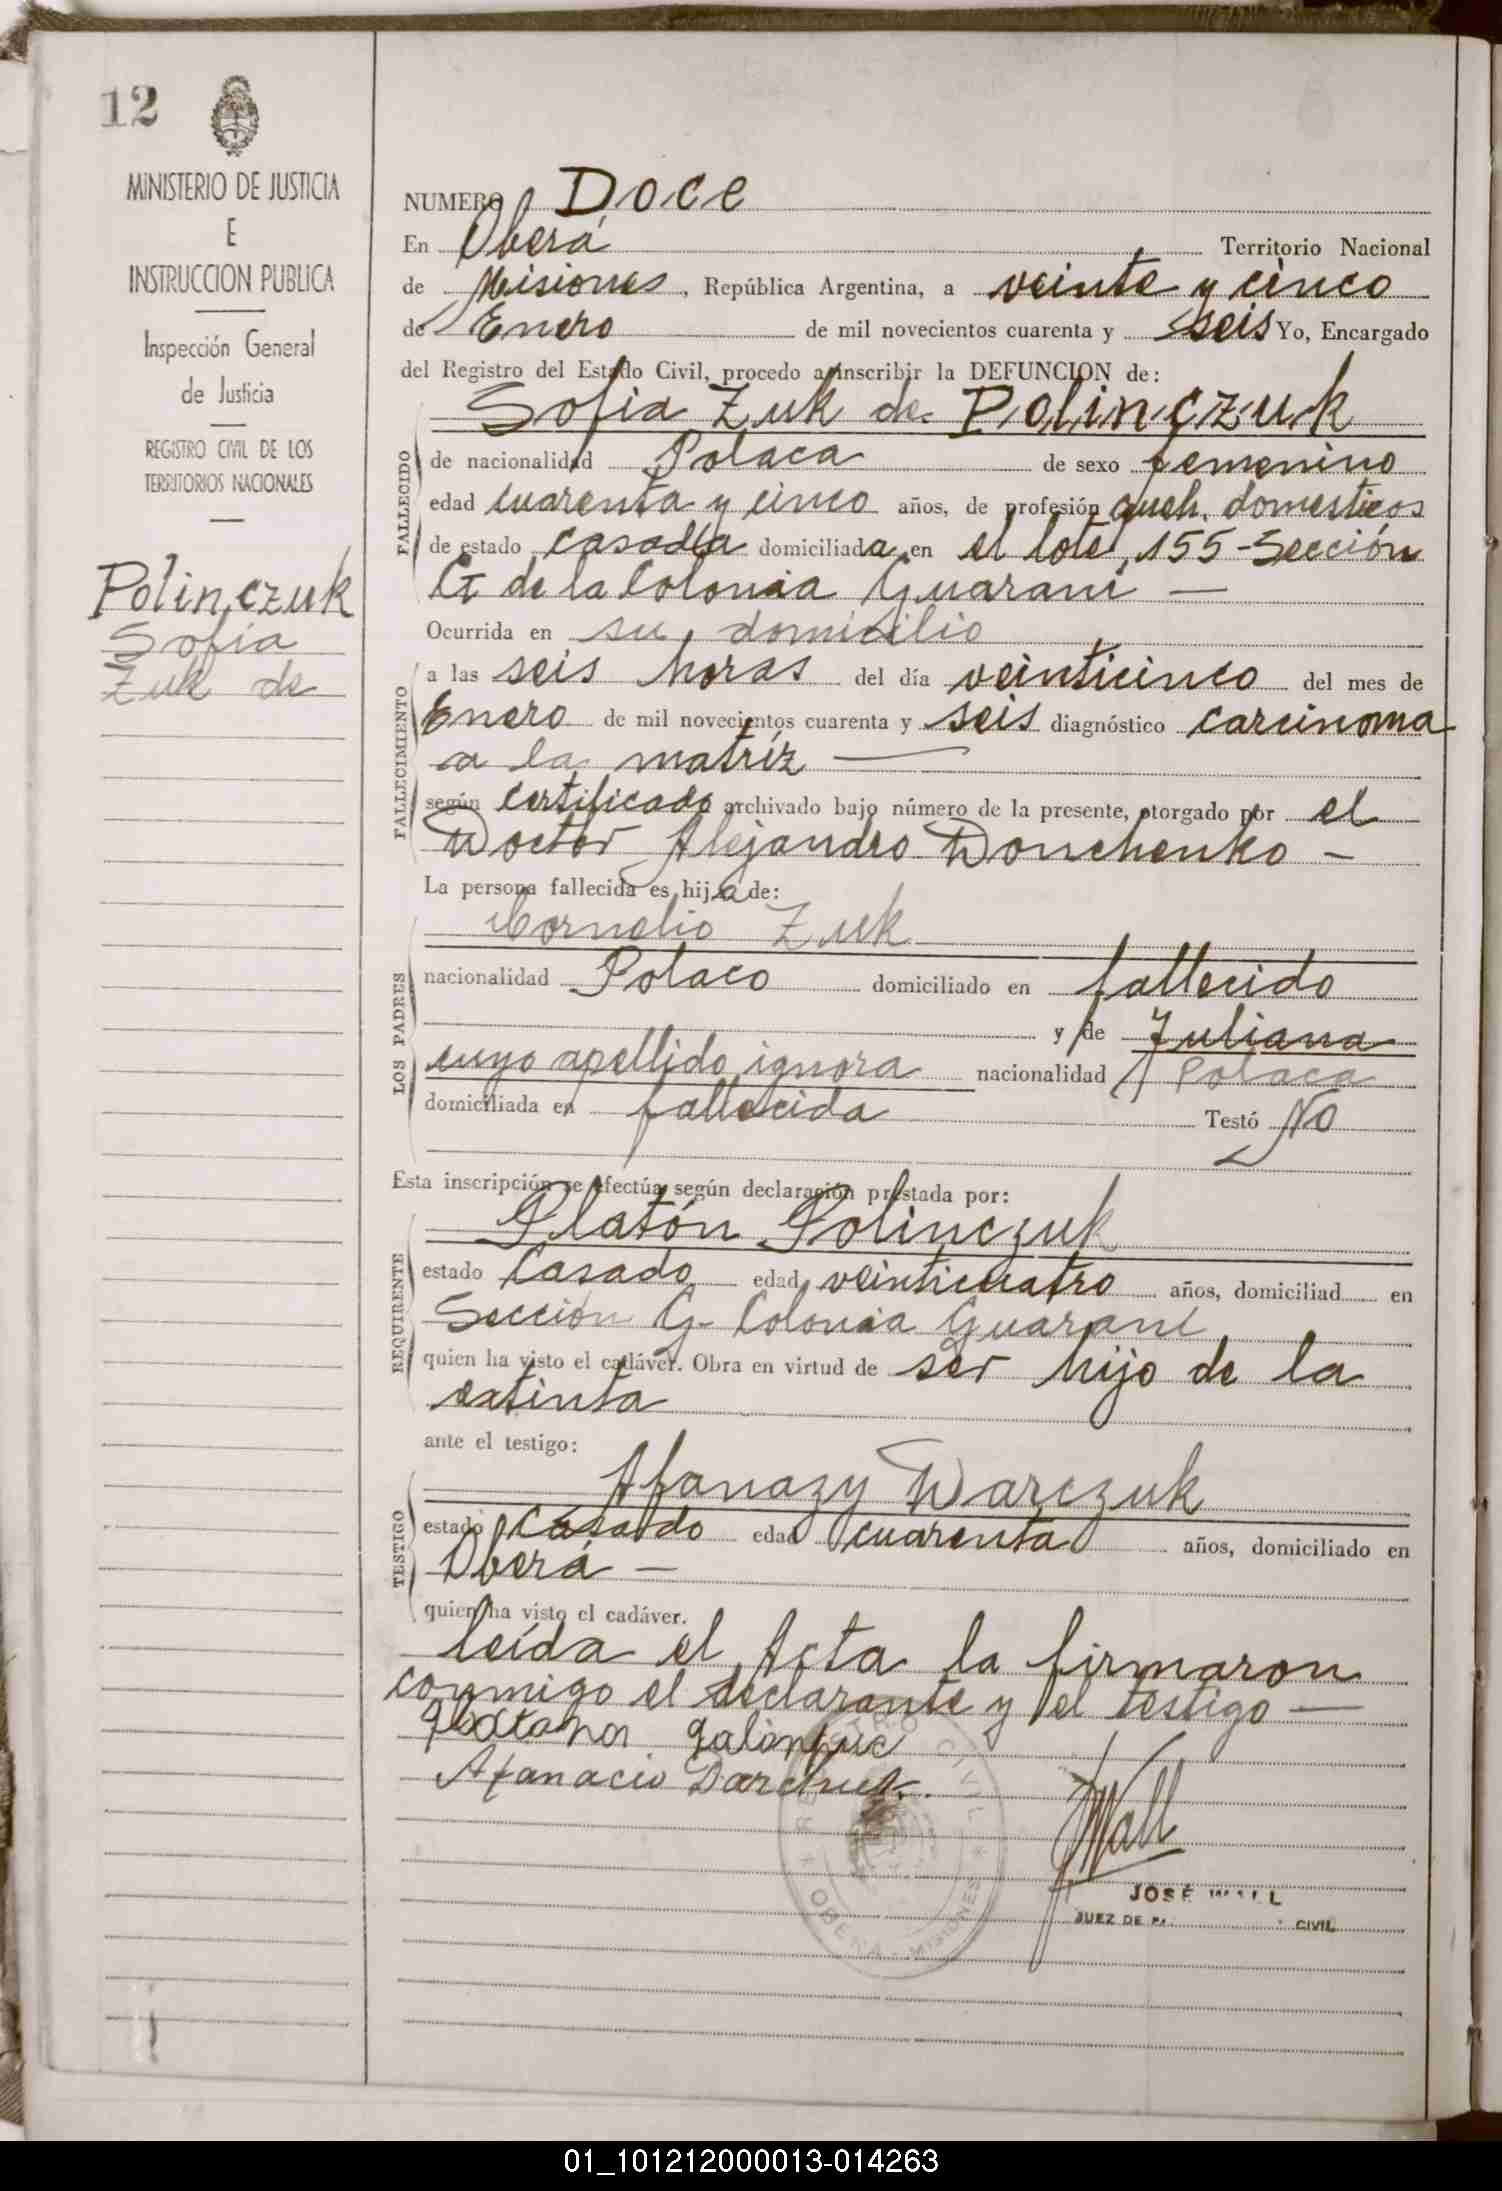 12
MINISTERIO DE JUSTICIA
E
INSTRUCCION PUBLICA
Inspección General
de Justicia
REGISTRO CIVIL DE LOS
TERRITORIOS NACIONALES
Polinczuk
Sofia
Zuk de
NUMERO Doce
En Oberá Territorio Nacional
de Misiones, República Argentina, a veinte y cinco
de Enero de mil novecientos cuarenta y seis Yo, Encargado
del Registro del Estado Civil, procedo a inscribir la DEFUNCION de:
Sofia Zuk de Polinczuk
FALLECIDO
de nacionalidad Polaca de sexo femenino
edad cuarenta y cinco años, de profesión queh. domesticos
de estado casada domiciliada en el lote 155-Sección
G de la Colonia Guaraní —
Ocurrida en su domicilio
FALLECIMIENTO
a las seis horas del día veinticinco del mes de
Enero de mil novecientos cuarenta y seis diagnóstico carcinoma
a la matríz —
según certificado archivado bajo número de la presente, otorgado por el
Doctor Alejandro Donchenko —
La persona fallecida es hija de:
Cornelio Zuk
LOS PADRES
nacionalidad Polaco domiciliado en fallecido
y de Juliana
cuyo apellido ignora nacionalidad Polaca
domiciliada en fallecida Testó No
Esta inscripción se efectúa según declaración prestada por:
Platón Polinczuk
REQUIRENTE
estado Casado edad veinticuatro años, domiciliad en
Sección G- Colonia Guaraní
quien ha visto el cadáver. Obra en virtud de ser hijo de la
extinta
ante el testigo:
Afanazy Darczuk
TESTIGO
estado Casado edad cuarenta años, domiciliado en
Oberá —
quien ha visto el cadáver.
leída el Acta la firmaron
conmigo el declarante y el testigo —
Afanacio Darchuk.
REGISTRO CIVIL
OBERA - MISIONES
JWall
JOSÉ WALL
JUEZ DE CIVIL
01_101212000013-014263